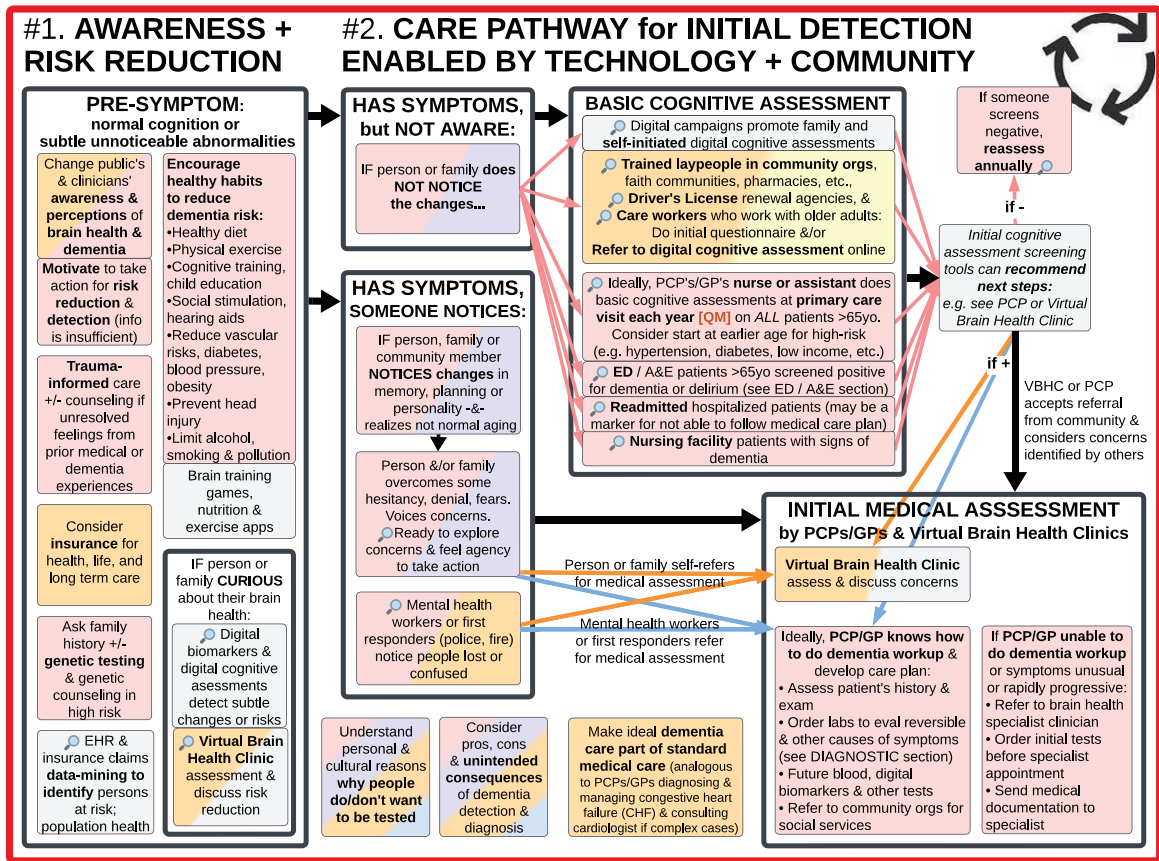 #1. AWARENESS +
RISK REDUCTION
#2. CARE PATHWAY for INITIAL DETECTION
ENABLED BY TECHNOLOGY + COMMUNITY
PRE-SYMPTOM:
normal cognition or
subtle unnoticeable abnormalities
Change public's
& clinicians'
awareness &
perceptions of
brain health &
dementia
Motivate to take
action for risk
reduction &
detection (info
is insufficient)
Trauma-
informed care
+/- counseling if
unresolved
feelings from
prior medical or
dementia
experiences
Consider
insurance for
health, life, and
long term care
Ask family
history +/-
genetic testing
& genetic
counseling in
high risk
EHR &
insurance claims
data-mining to
identify persons
at risk;
population health
Encourage
healthy habits
to reduce
dementia risk:
•Healthy diet
•Physical exercise
•Cognitive training,
child education
•Social stimulation,
hearing aids
•Reduce vascular
risks, diabetes,
blood pressure,
obesity
•Prevent head
injury
•Limit alcohol,
smoking & pollution
Brain training
games,
nutrition &
exercise apps
IF person or
family CURIOUS
about their brain
health:
Digital
biomarkers &
digital cognitive
asessments
detect subtle
changes or risks
Virtual Brain
Health Clinic
assessment &
discuss risk
reduction
HAS SYMPTOMS,
but NOT AWARE:
IF person or family does
NOT NOTICE
the changes...
HAS SYMPTOMS,
SOMEONE NOTICES:
IF person, family or
community member
NOTICES changes in
memory, planning or
personality -&-
realizes not normal aging
Person &/or family
overcomes some
hesitancy, denial, fears.
Voices concerns.
Ready to explore
concerns & feel agency
to take action
Mental health
workers or first
responders (police, fire)
notice people lost or
confused
BASIC COGNITIVE ASSESSMENT
Digital campaigns promote family and
self-initiated digital cognitive assessments
Trained laypeople in community orgs,
faith communities, pharmacies, etc.,
Driver's License renewal agencies, &
Care workers who work with older adults:
Do initial questionnaire &/or
Refer to digital cognitive assessment online
Ideally, PCP's/GP's nurse or assistant does
basic cognitive assessments at primary care
visit each year [QM] on ALL patients >65yo.
Consider start at earlier age for high-risk
(e.g. hypertension, diabetes, low income, etc.)
ED / A&E patients >65yo screened positive
for dementia or delirium (see ED / A&E section)
Readmitted hospitalized patients (may be a
marker for not able to follow medical care plan)
Nursing facility patients with signs of
dementia
If someone
screens
negative,
reassess
annually
if -
Initial cognitive
assessment screening
tools can recommend
next steps:
e.g. see PCP or Virtual
Brain Health Clinic
if +
VBHC or PCP
accepts referral
from community &
considers concerns
identified by others
Person or family self-refers
for medical assessment
Mental health workers
or first responders refer
for medical assessment
INITIAL MEDICAL ASSSESSMENT
by PCPs/GPs & Virtual Brain Health Clinics
Virtual Brain Health Clinic
assess & discuss concerns
Ideally, PCP/GP knows how
to do dementia workup &
develop care plan:
• Assess patient's history &
exam
• Order labs to eval reversible
& other causes of symptoms
(see DIAGNOSTIC section)
• Future blood, digital
biomarkers & other tests
• Refer to community orgs for
social services
If PCP/GP unable to
do dementia workup
or symptoms unusual
or rapidly progressive:
• Refer to brain health
specialist clinician
• Order initial tests
before specialist
appointment
• Send medical
documentation to
specialist
Understand
personal &
cultural reasons
why people
do/don't want
to be tested
Consider
pros, cons
& unintended
consequences
of dementia
detection &
diagnosis
Make ideal dementia
care part of standard
medical care (analogous
to PCPs/GPs diagnosing &
managing congestive heart
failure (CHF) & consulting
cardiologist if complex cases)